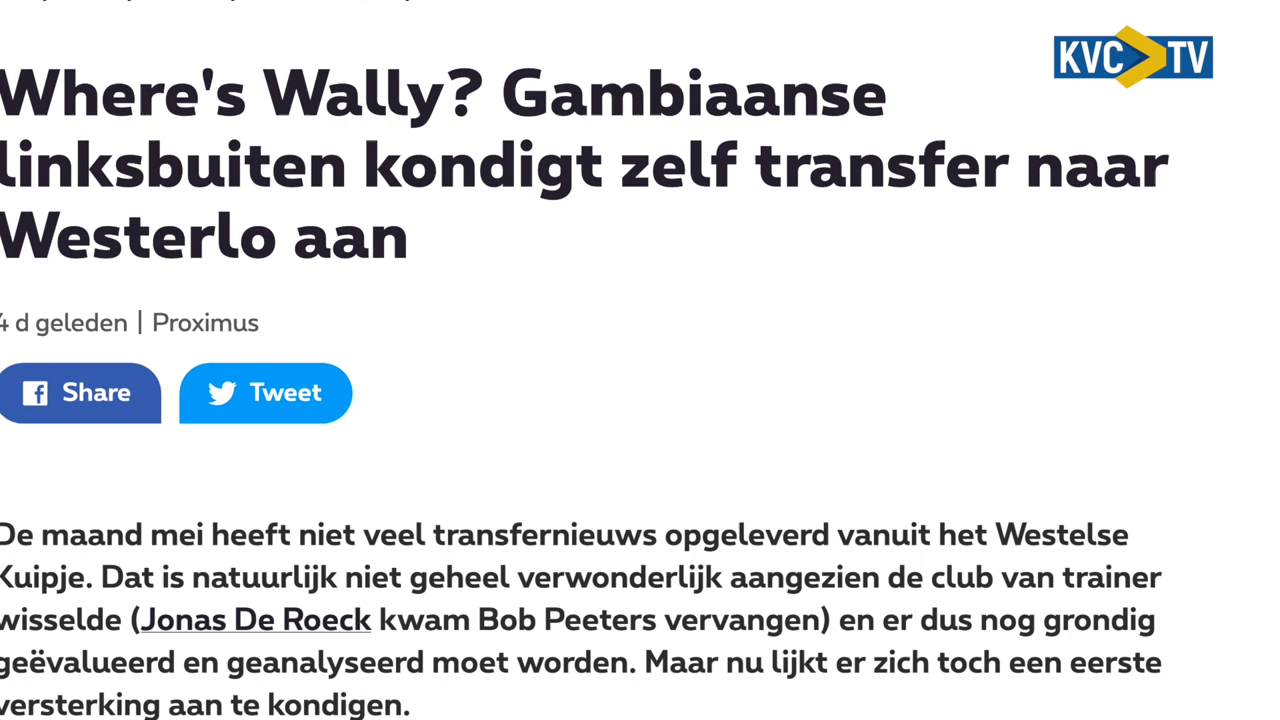 KVC TV
Where's Wally? Gambiaanse
linksbuiten kondigt zelf transfer naar
Westerlo aan
4 d geleden | Proximus
Share
Tweet
De maand mei heeft niet veel transfernieuws opgeleverd vanuit het Westelse
Kuipje. Dat is natuurlijk niet geheel verwonderlijk aangezien de club van trainer
wisselde (Jonas De Roeck kwam Bob Peeters vervangen) en er dus nog grondig
geëvalueerd en geanalyseerd moet worden. Maar nu lijkt er zich toch een eerste
versterking aan te kondigen.